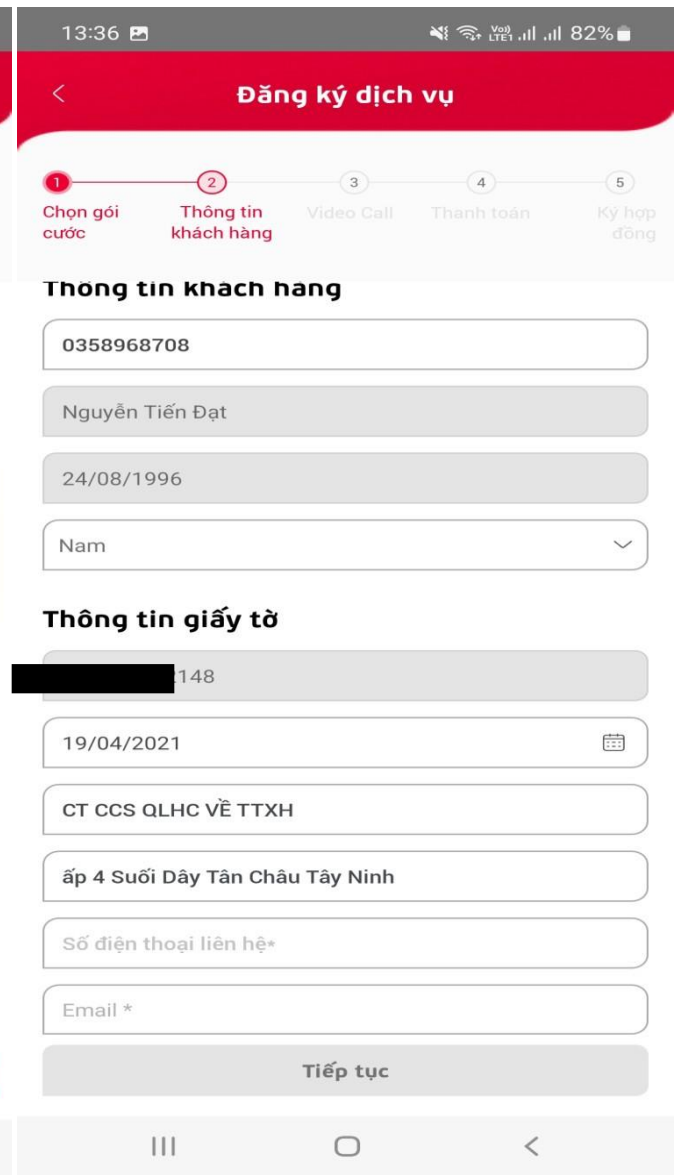 13:36 Vo)) LTE1 82%
Đăng ký dịch vụ
1 2 3 4 5
Chọn gói cước
Thông tin khách hàng
Video Call
Thanh toán
Ký hợp đồng
Thông tin khách hàng
0358968708
Nguyễn Tiến Đạt
24/08/1996
Nam
Thông tin giấy tờ
2148
19/04/2021
CT CCS QLHC VỀ TTXH
ấp 4 Suối Dây Tân Châu Tây Ninh
Số điện thoại liên hệ*
Email *
Tiếp tục